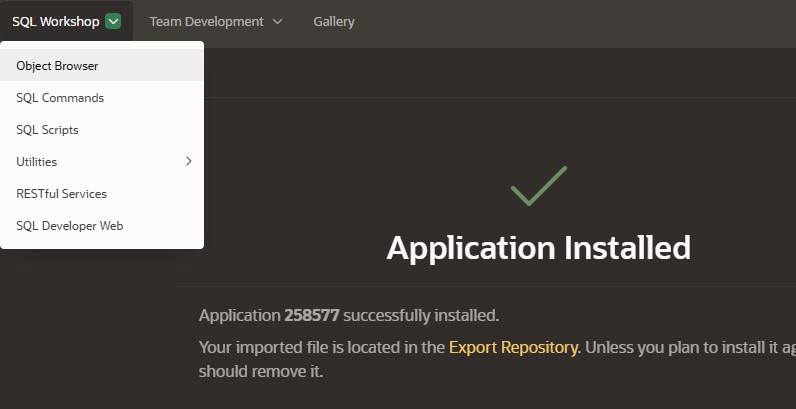 SQL Workshop Team Development Gallery
Object Browser
SQL Commands
SQL Scripts
Utilities
RESTful Services
SQL Developer Web
Application Installed
Application 258577 successfully installed.
Your imported file is located in the Export Repository. Unless you plan to install it
should remove it.